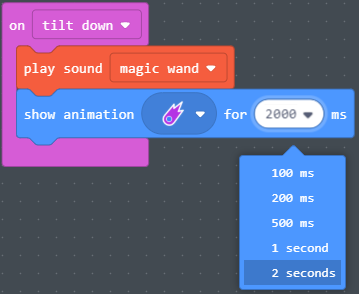 on tilt down
play sound magic wand
show animation for 2000 ms
100 ms
200 ms
500 ms
1 second
2 seconds